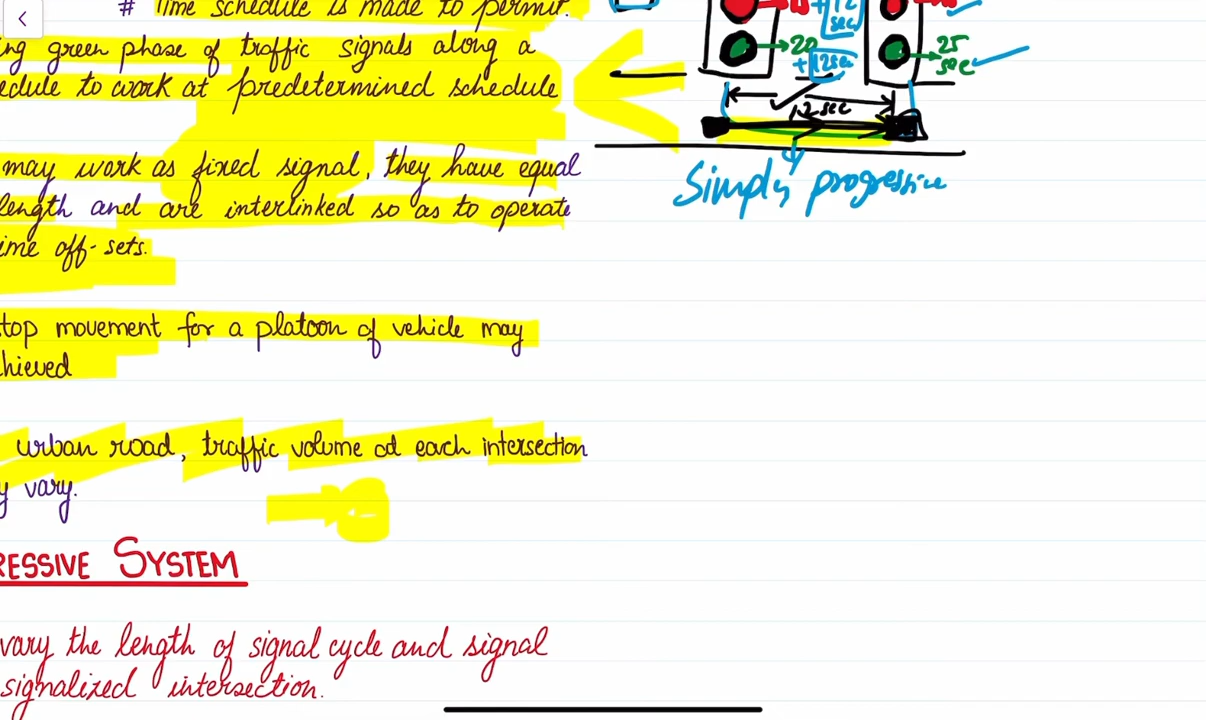 # Time schedule is made to permit.
ing green phase of traffic signals along a
edule to work at predetermined schedule
may work as fixed signal, they have equal
length and are interlinked so as to operate
ime off-sets.
top movement for a platoon of vehicle may
hieved
urban road, traffic volume at each intersection
y vary.
RESSIVE SYSTEM
vary the length of signal cycle and signal
signalized intersection.
20
+12sec
25
sec
12 sec
Simply progressive